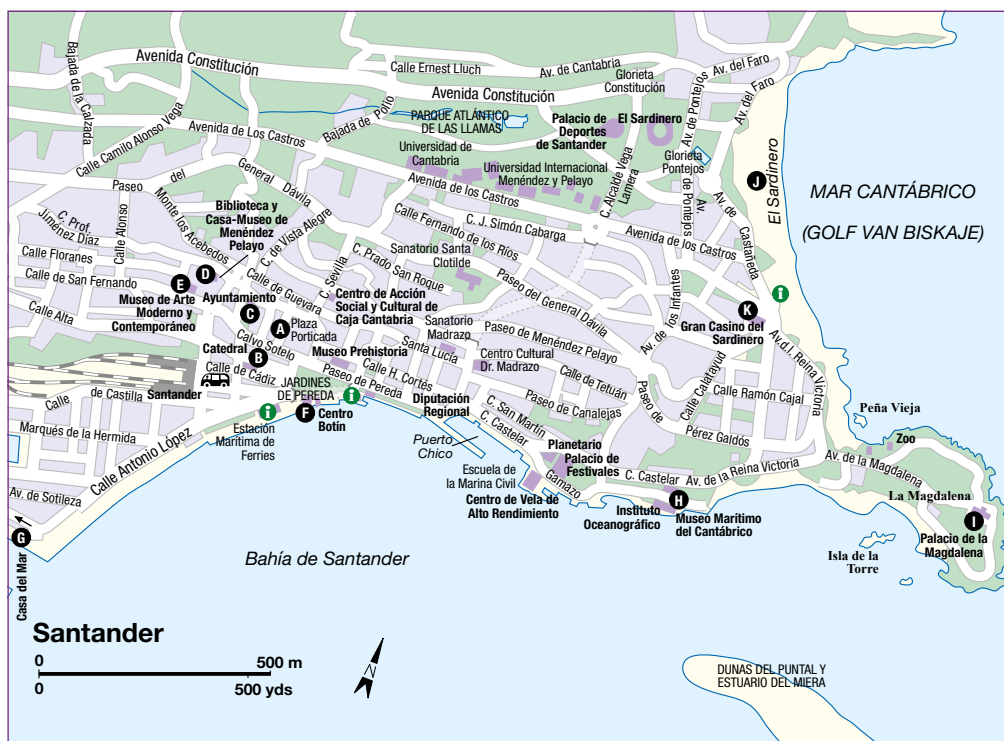 Bajada de la Calzada
Avenida Constitución
Calle Ernest Lluch
Av. de Cantabria
Glorieta
Constitución
Av. de Pontejos
Av. del Faro
Av. del Faro
Avenida Constitución
Calle Camilo Alonso Vega
Avenida de Los Castros
Bajada de Polio
PARQUE ATLÁNTICO
DE LAS LLAMAS
Palacio de
Deportes
de Santander
El Sardinero
Universidad de
Cantabria
Universidad Internacional
Menéndez y Pelayo
C. Alcalde Vega
Lamera
Glorieta
Pontejos
Av.
de Pontejos
Av. de
Castañeda
J
El Sardinero
MAR CANTÁBRICO
(GOLF VAN BISKAJE)
Paseo del
General Dávila
Avenida de los Castros
Monte los Acebedos
Biblioteca y
Casa-Museo de
Menéndez
Pelayo
C. de Vista Alegre
C. Prof.
Jiménez Díaz
Calle Alonso
Calle Floranes
Calle de San Fernando
Calle Alta
C. J. Simón Cabarga
Calle Fernando de los Ríos
Avenida de los Castros
Sanatorio Santa
Clotilde
C. Prado San Roque
C. Sevilla
Calle de Guevara
Paseo del General Dávila
E
D
Museo de Arte
Moderno y
Contemporáneo
Ayuntamiento
C
A
Plaza
Porticada
Centro de Acción
Social y Cultural de
Caja Cantabria
Sanatorio
Madrazo
Paseo de Menéndez Pelayo
Av. de los Infantes
K
Gran Casino del
Sardinero
i
Av.d.l. Reina Victoria
Catedral
B
Calvo Sotelo
Museo Prehistoria
Santa Lucía
Centro Cultural
Dr. Madrazo
Calle de Tetuán
Calle Calatayud
Calle de Cádiz
Paseo de Pereda
Calle H. Cortés
Santander
JARDINES
DE PEREDA
i
Diputación
Regional
Paseo de Canalejas
Paseo de
Calle Ramón Cajal
Peña Vieja
Calle de Castilla
Marqués de la Hermida
Calle Antonio López
i
Estación
Marítima de
Ferries
F
Centro
Botín
Puerto
Chico
C. San Martín
C. Castelar
Pérez Galdós
Zoo
Av. de Sotileza
Escuela de
la Marina Civil
Planetario
Palacio de
Festivales
Gamazo
C. Castelar
Av. de la Reina Victoria
Av. de la Magdalena
La Magdalena
Centro de Vela de
Alto Rendimiento
Instituto
Oceanográfico
H
Museo Marítimo
del Cantábrico
I
Palacio de la
Magdalena
Isla de la
Torre
G
Casa del Mar
Bahía de Santander
Santander
0
500 m
0
500 yds
N
DUNAS DEL PUNTAL Y
ESTUARIO DEL MIERA